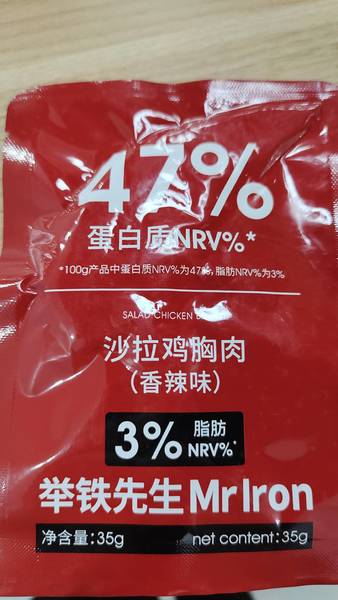 47%
蛋白质NRV%*
*100g产品中蛋白质NRV%为47%,脂肪NRV%为3%
SALAD CHICKEN
沙拉鸡胸肉
(香辣味)
3% 脂肪 NRV%*
举铁先生 Mr Iron
净含量:35g net content:35g